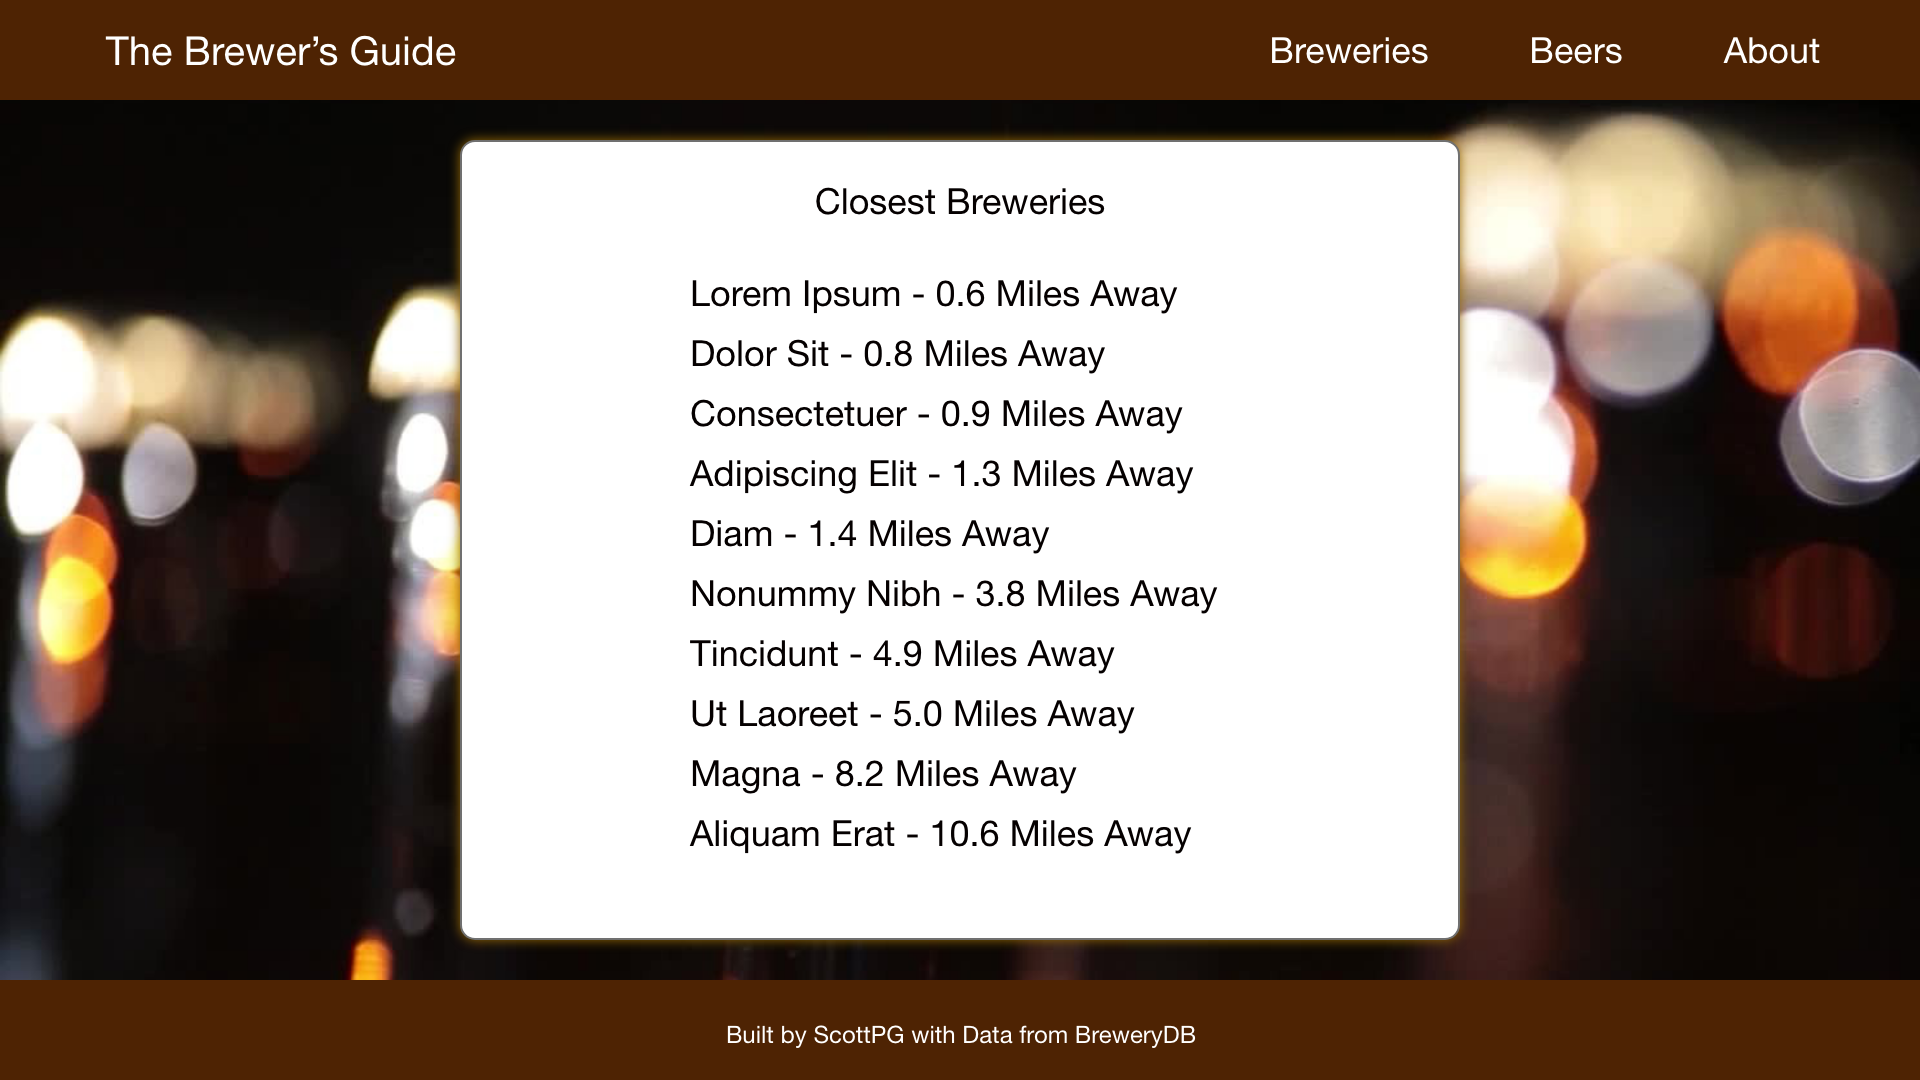 The Brewer’s Guide
Breweries
Beers
About
Closest Breweries
Lorem Ipsum - 0.6 Miles Away
Dolor Sit - 0.8 Miles Away
Consectetuer - 0.9 Miles Away
Adipiscing Elit - 1.3 Miles Away
Diam - 1.4 Miles Away
Nonummy Nibh - 3.8 Miles Away
Tincidunt - 4.9 Miles Away
Ut Laoreet - 5.0 Miles Away
Magna - 8.2 Miles Away
Aliquam Erat - 10.6 Miles Away
Built by ScottPG with Data from BreweryDB